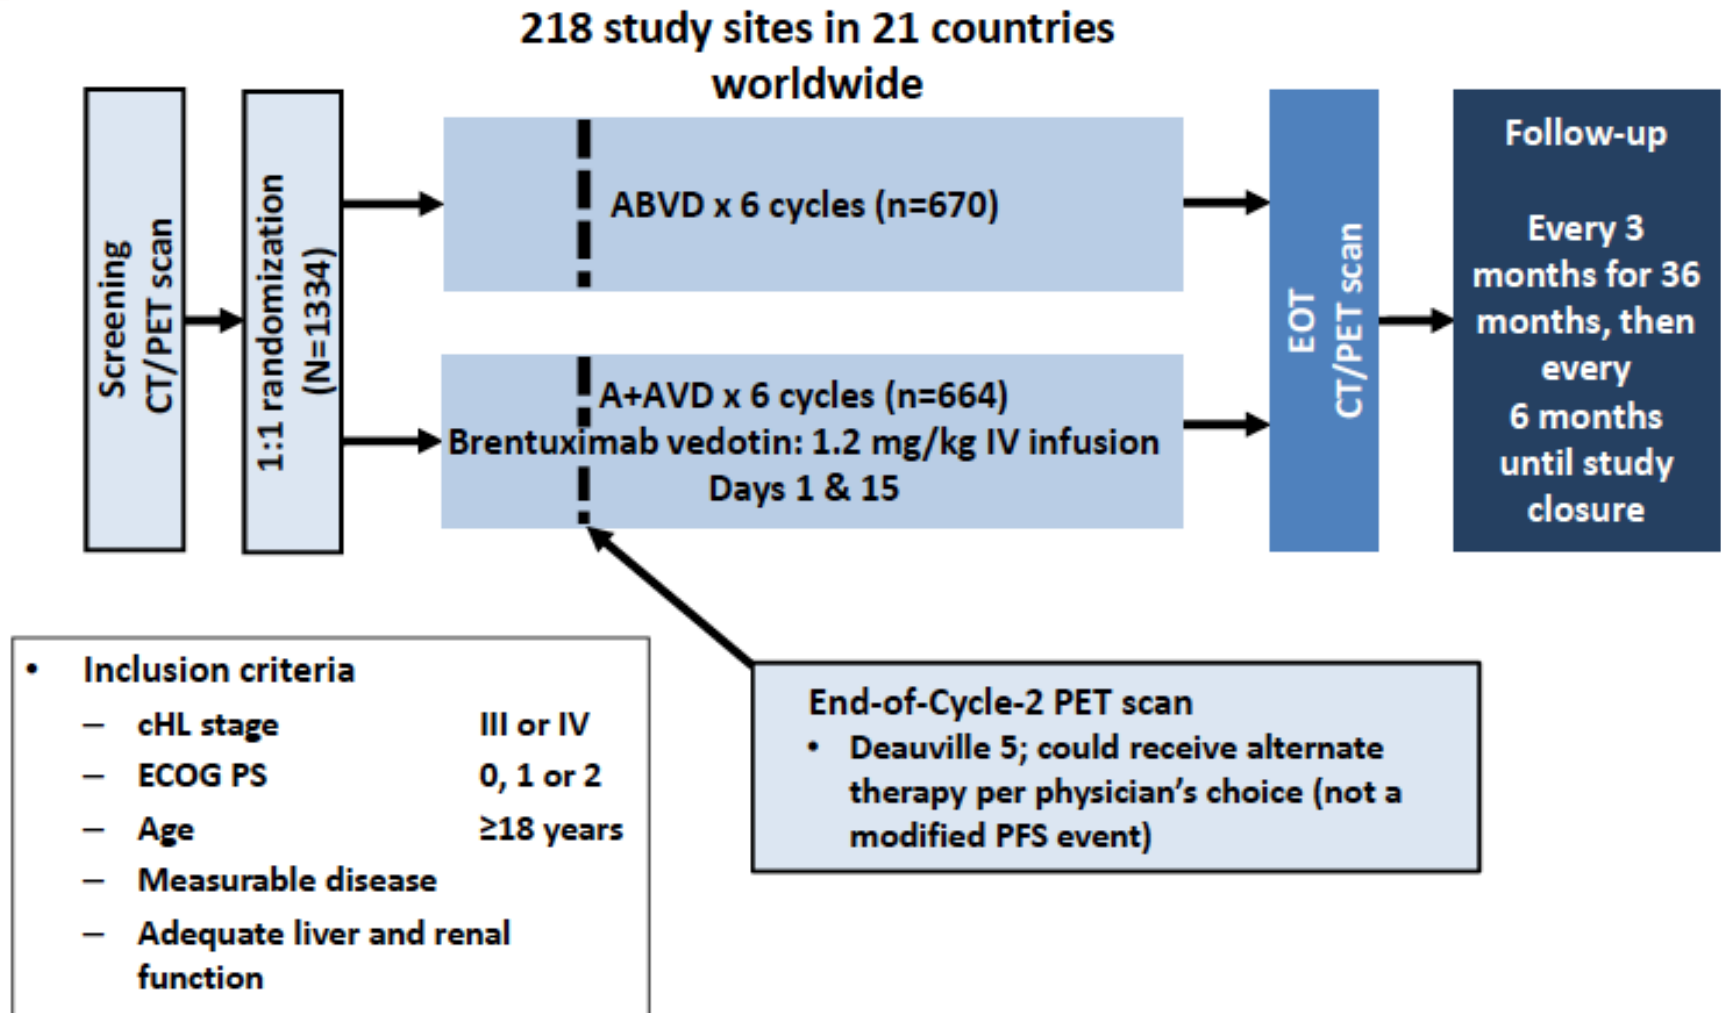 218 study sites in 21 countries
worldwide
Screening
CT/PET scan
1:1 randomization
(N=1334)
ABVD x 6 cycles (n=670)
A+AVD x 6 cycles (n=664)
Brentuximab vedotin: 1.2 mg/kg IV infusion
Days 1 & 15
EOT
CT/PET scan
Follow-up
Every 3
months for 36
months, then
every
6 months
until study
closure
• Inclusion criteria
– cHL stage III or IV
– ECOG PS 0, 1 or 2
– Age ≥18 years
– Measurable disease
– Adequate liver and renal
function
End-of-Cycle-2 PET scan
• Deauville 5; could receive alternate
therapy per physician's choice (not a
modified PFS event)